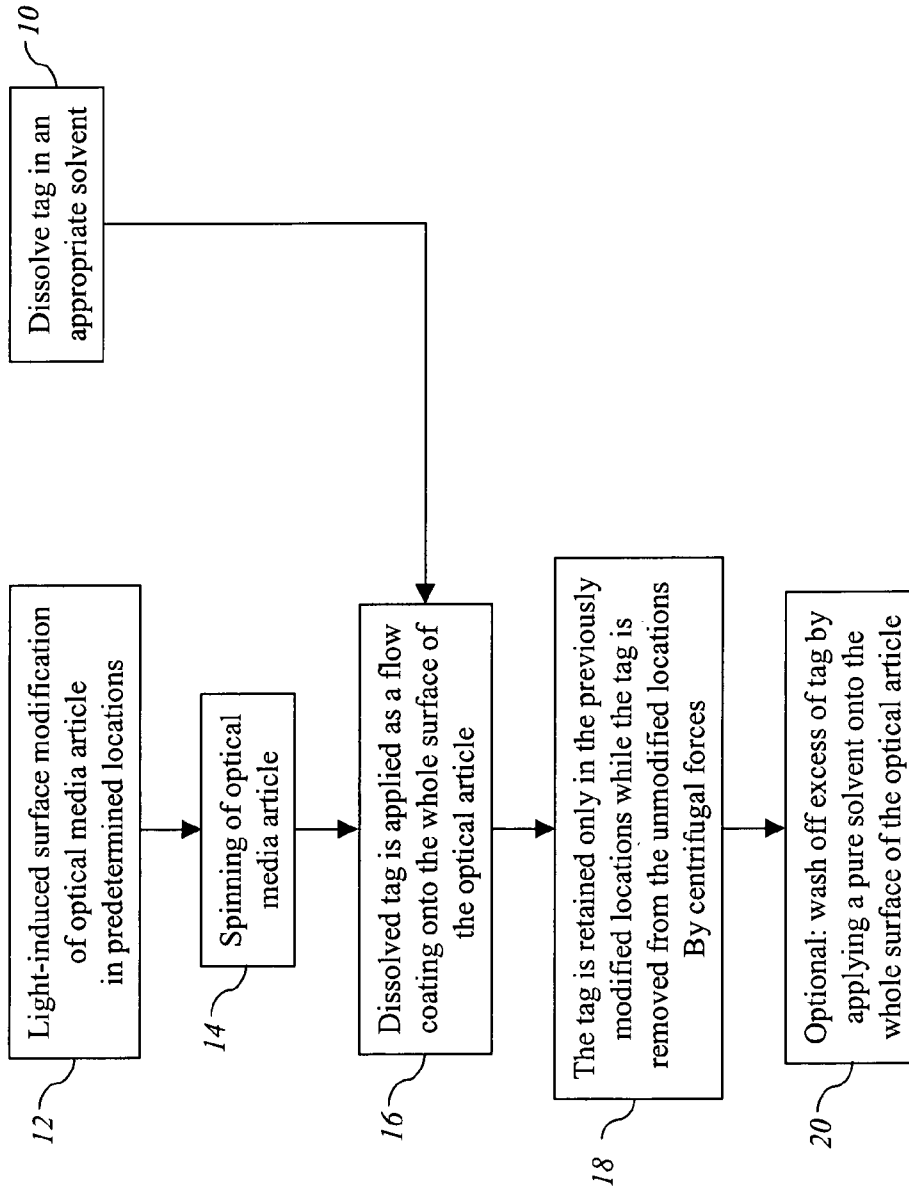 10
Dissolve tag in an
appropriate solvent
12
Light-induced surface modification
of optical media article
in predetermined locations
14
Spinning of optical
media article
16
Dissolved tag is applied as a flow
coating onto the whole surface of
the optical article
18
The tag is retained only in the previously
modified locations while the tag is
removed from the unmodified locations
By centrifugal forces
20
Optional: wash off excess of tag by
applying a pure solvent onto the
whole surface of the optical article